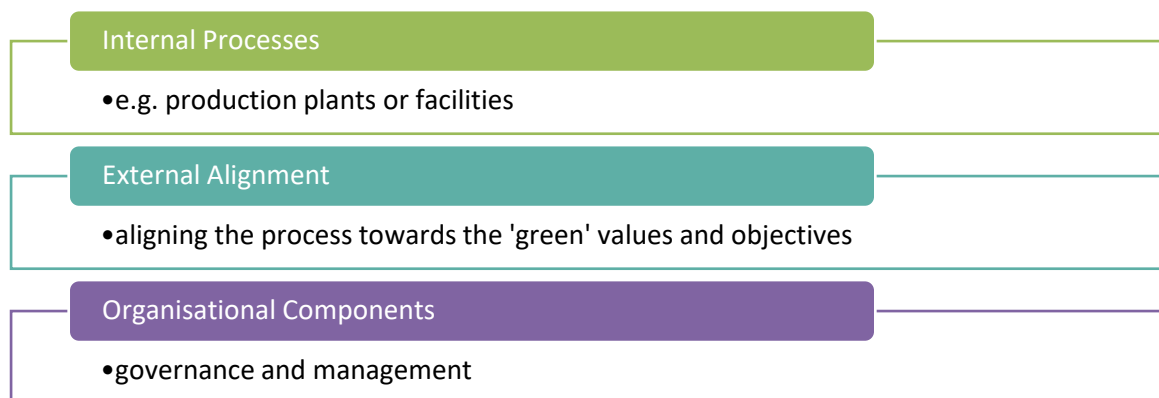 Internal Processes
•e.g. production plants or facilities
External Alignment
•aligning the process towards the 'green' values and objectives
Organisational Components
•governance and management